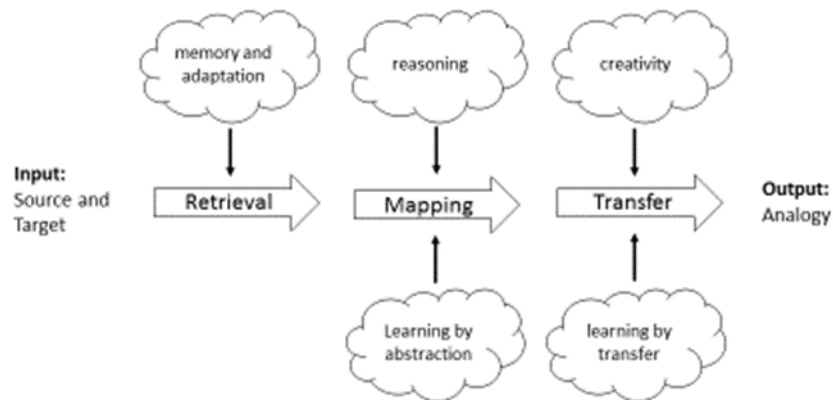 memory and
adaptation
reasoning
creativity
Input:
Source and
Target
Retrieval
Mapping
Transfer
Output:
Analogy
Learning by
abstraction
learning by
transfer